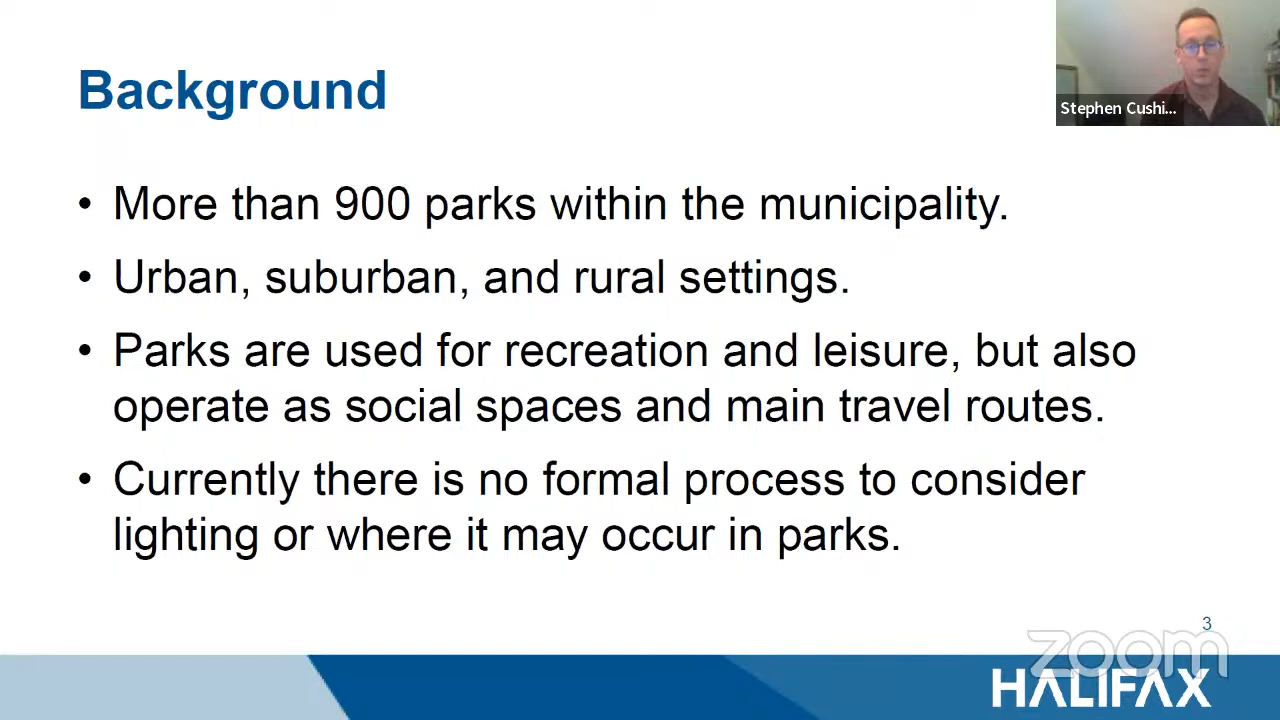 Background
Stephen Cushi...
• More than 900 parks within the municipality.
• Urban, suburban, and rural settings.
• Parks are used for recreation and leisure, but also
operate as social spaces and main travel routes.
• Currently there is no formal process to consider
lighting or where it may occur in parks.
3
zoom
HALIFAX